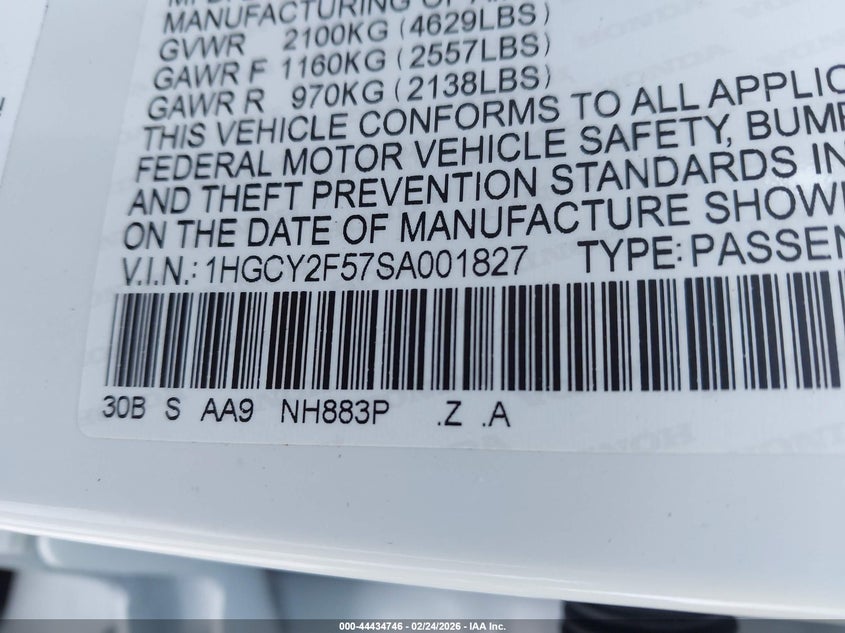 MANUFACTURING OF
GVWR 2100KG (4629LBS)
GAWR F 1160KG (2557LBS)
GAWR R 970KG (2138LBS)
THIS VEHICLE CONFORMS TO ALL APPLIC
FEDERAL MOTOR VEHICLE SAFETY, BUMP
AND THEFT PREVENTION STANDARDS IN
ON THE DATE OF MANUFACTURE SHOW
V.I.N.: 1HGCY2F57SA001827 TYPE: PASSEN
30B S AA9 NH883P .Z .A
000-44434746 - 02/24/2026 - IAA Inc.